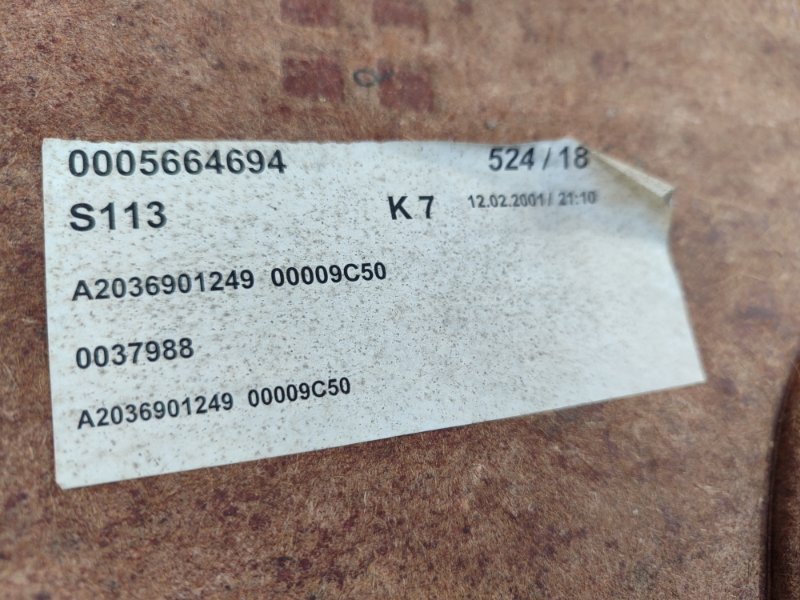 0005664694 524 / 18
S113 K 7 12.02.2001 / 21:10
A2036901249 00009C50
0037988
A2036901249 00009C50